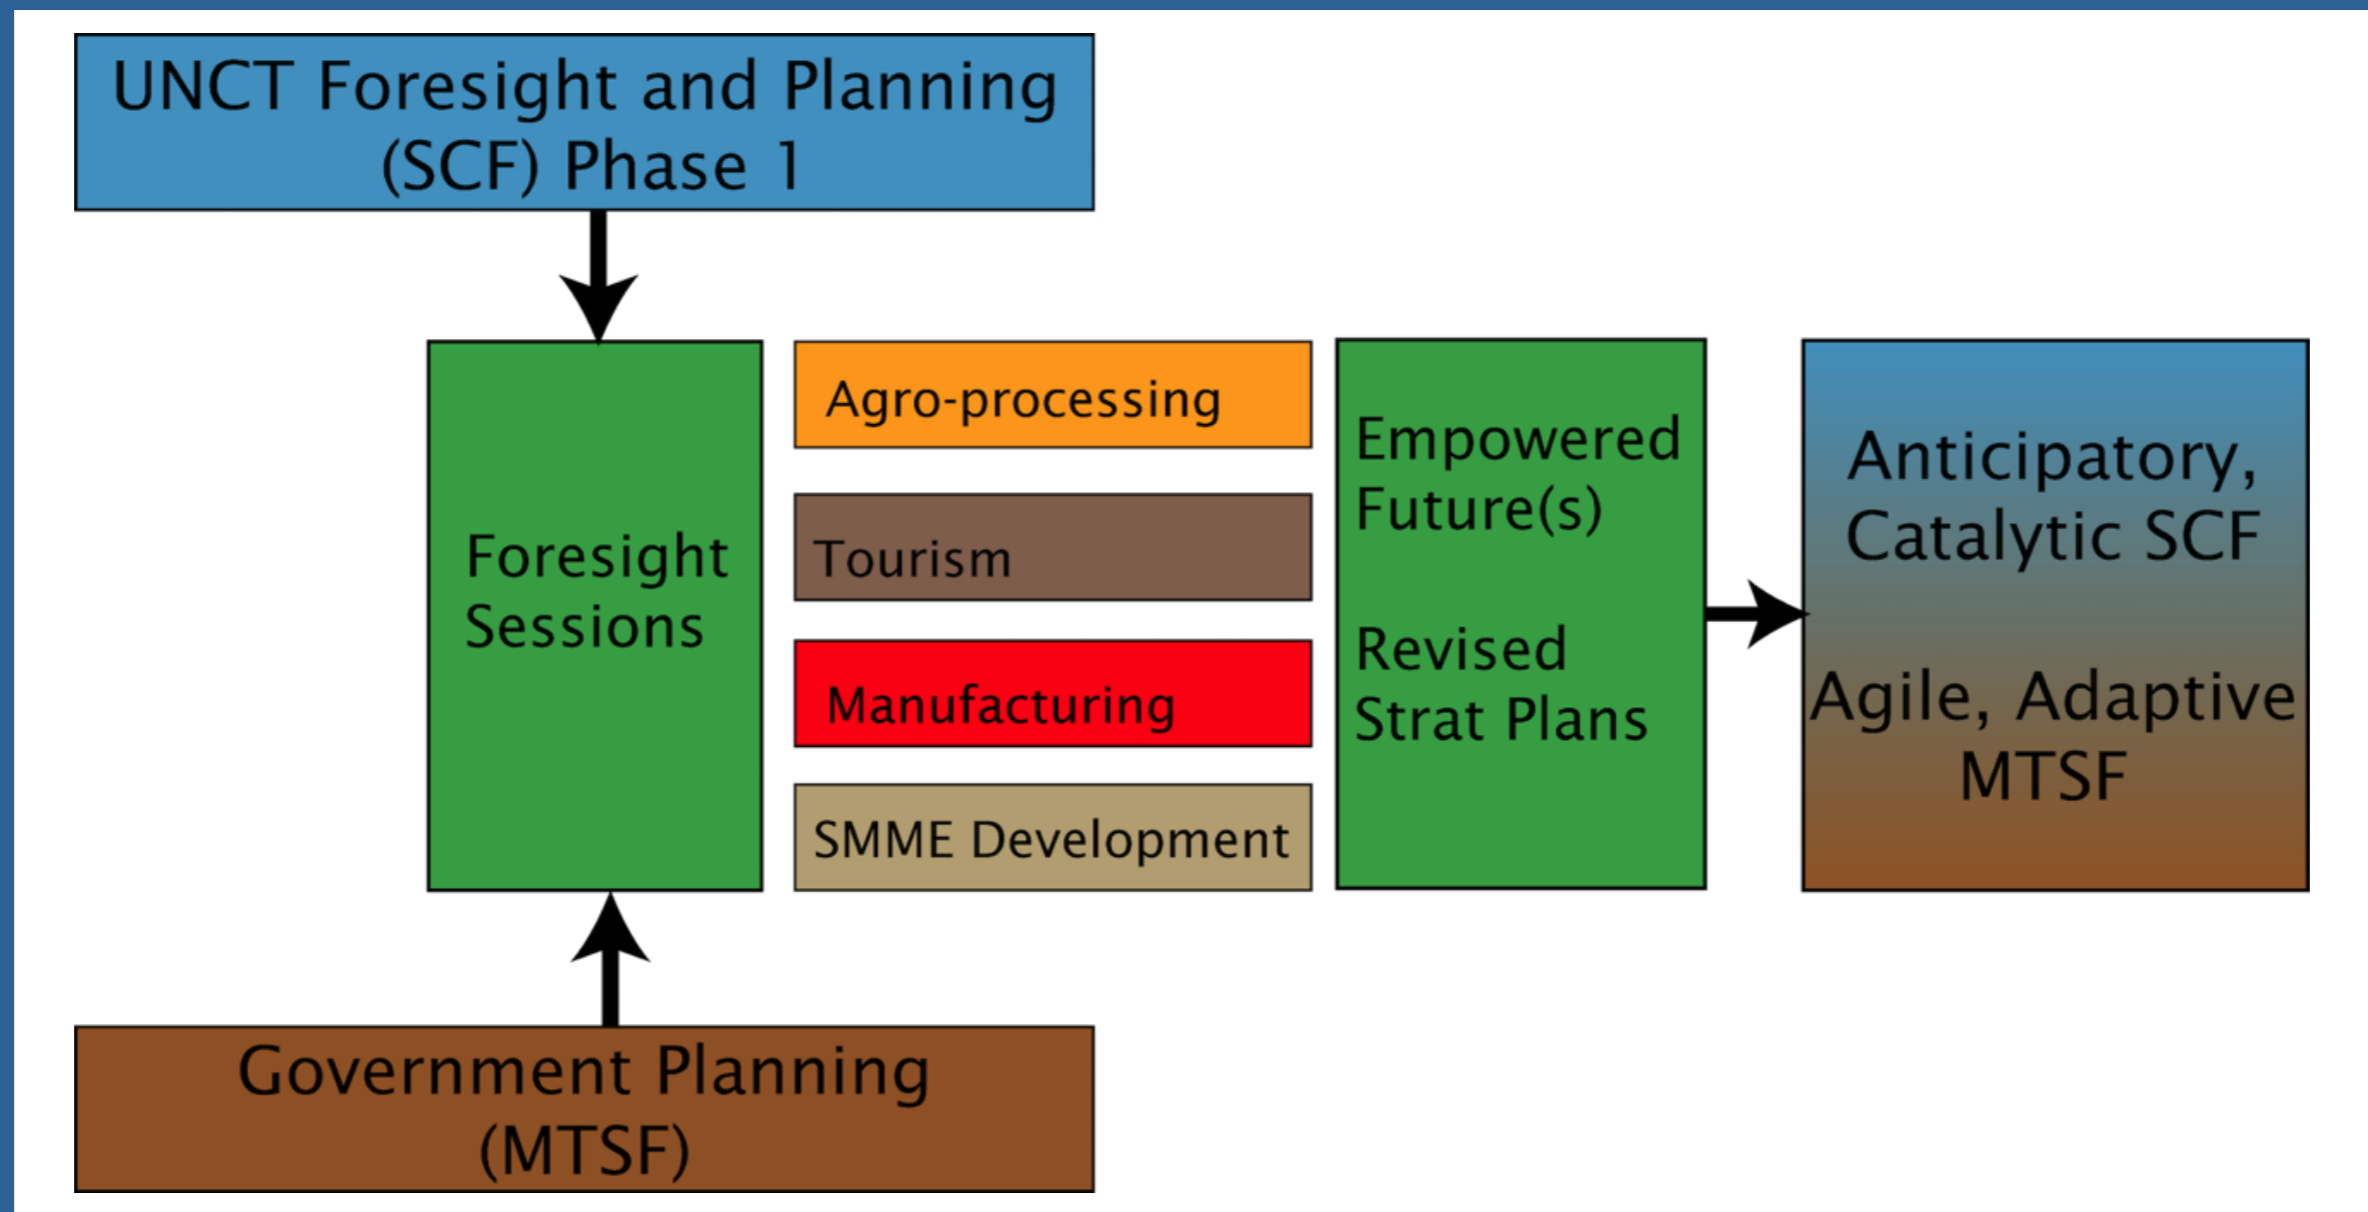 UNCT Foresight and Planning
(SCF) Phase 1
Foresight
Sessions
Agro-processing
Tourism
Manufacturing
SMME Development
Empowered
Future(s)
Revised
Strat Plans
Anticipatory,
Catalytic SCF
Agile, Adaptive
MTSF
Government Planning
(MTSF)